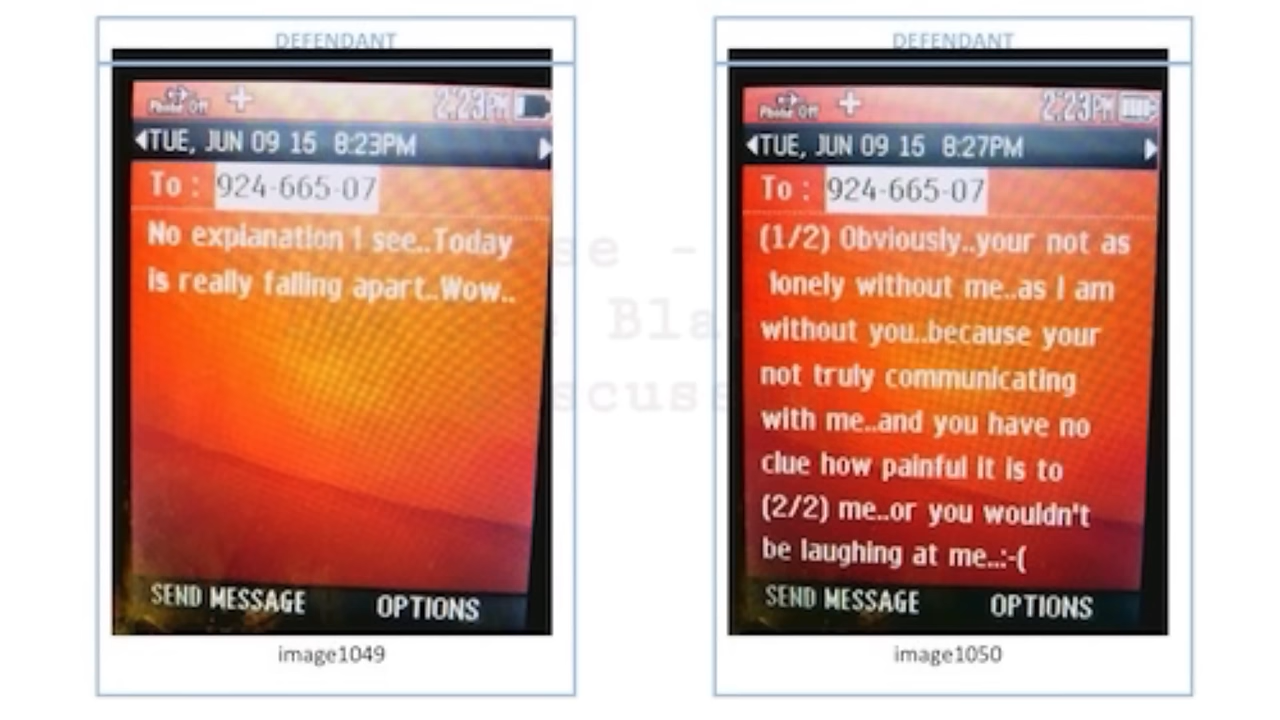 DEFENDANT
Phone Off
2:23PM
TUE, JUN 09 15 8:23PM
To : 924-665-07
No explanation I see..Today
is really falling apart..Wow..
SEND MESSAGE OPTIONS
image1049
DEFENDANT
Phone Off
2:23PM
TUE, JUN 09 15 8:27PM
To : 924-665-07
(1/2) Obviously..your not as
lonely without me..as I am
without you..because your
not truly communicating
with me..and you have no
clue how painful it is to
(2/2) me..or you wouldn't
be laughing at me..:-(
SEND MESSAGE OPTIONS
image1050